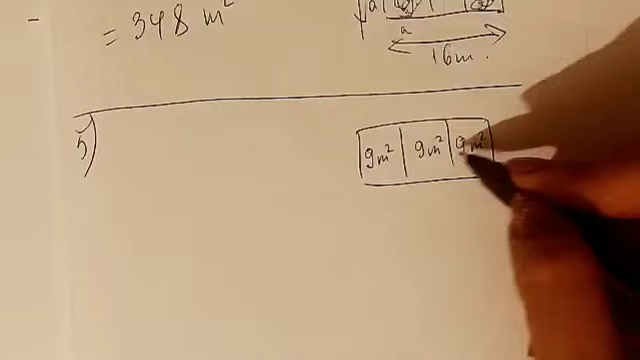 = 348 m²
a
16m.
5)
9m² 9m² 9m²